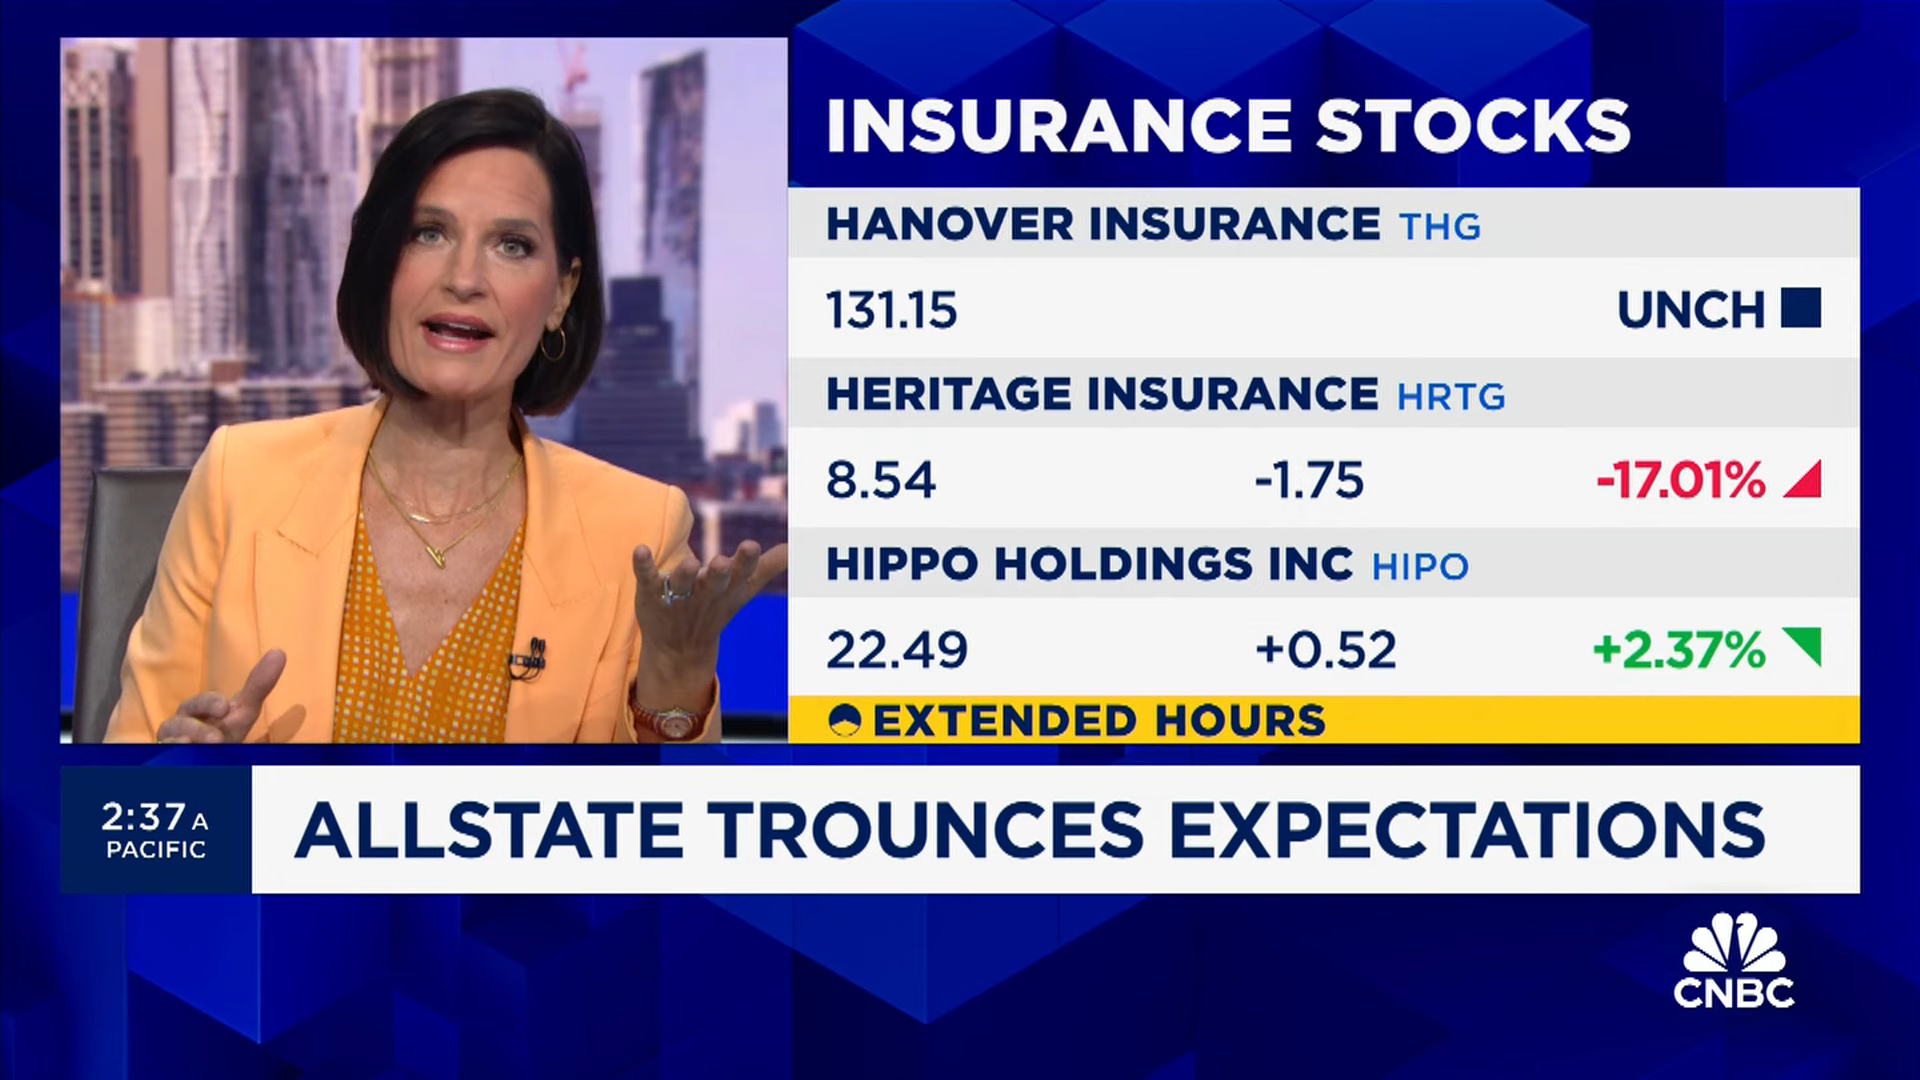 INSURANCE STOCKS
HANOVER INSURANCE THG
131.15 UNCH
HERITAGE INSURANCE HRTG
8.54 -1.75 -17.01%
HIPPO HOLDINGS INC HIPO
22.49 +0.52 +2.37%
EXTENDED HOURS
2:37 A
PACIFIC
ALLSTATE TROUNCES EXPECTATIONS
CNBC